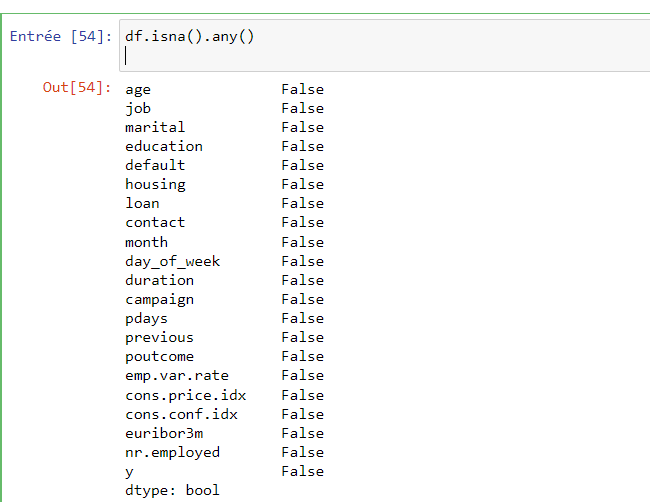 Entrée [54]: df.isna().any()
Out[54]: age False
job False
marital False
education False
default False
housing False
loan False
contact False
month False
day_of_week False
duration False
campaign False
pdays False
previous False
poutcome False
emp.var.rate False
cons.price.idx False
cons.conf.idx False
euribor3m False
nr.employed False
y False
dtype: bool